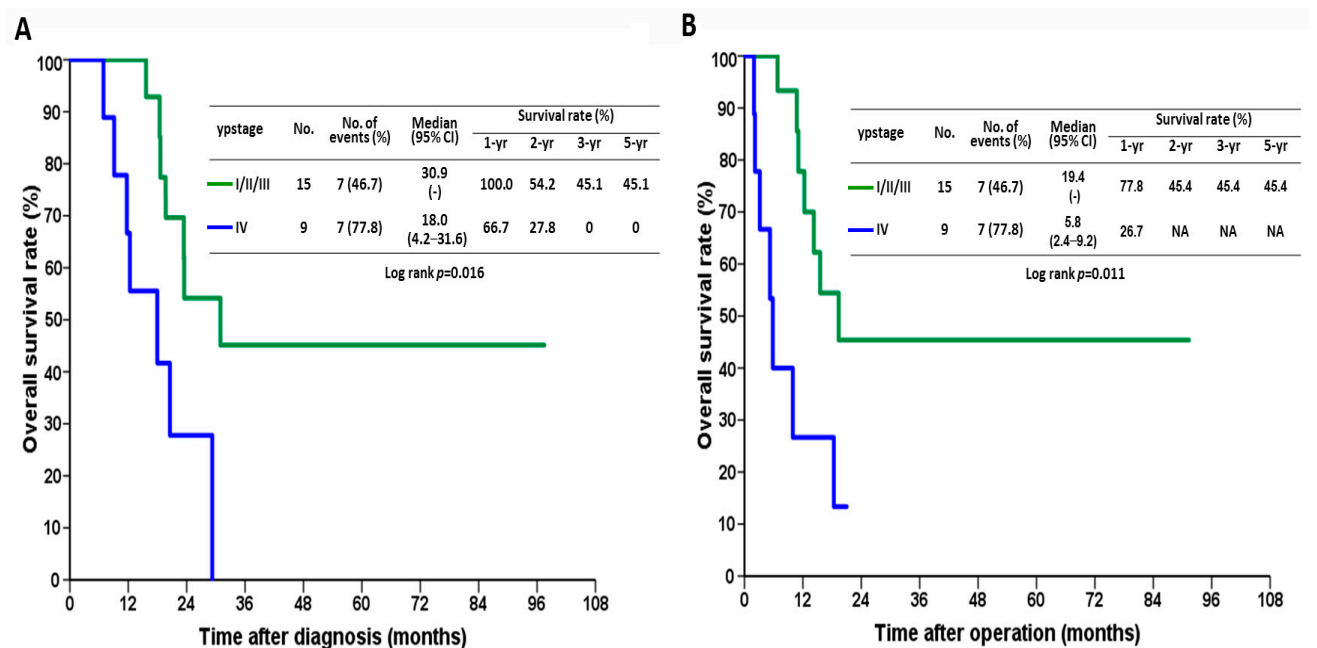 A
100
90
80
70
60
50
40
30
20
10
0
Overall survival rate (%)
ypstage No. No. of events (%) Median (95% CI) Survival rate (%)
1-yr 2-yr 3-yr 5-yr
I/II/III 15 7 (46.7) 30.9 (-) 100.0 54.2 45.1 45.1
IV 9 7 (77.8) 18.0 (4.2–31.6) 66.7 27.8 0 0
Log rank p=0.016
0 12 24 36 48 60 72 84 96 108
Time after diagnosis (months)
B
100
90
80
70
60
50
40
30
20
10
0
Overall survival rate (%)
ypstage No. No. of events (%) Median (95% CI) Survival rate (%)
1-yr 2-yr 3-yr 5-yr
I/II/III 15 7 (46.7) 19.4 (-) 77.8 45.4 45.4 45.4
IV 9 7 (77.8) 5.8 (2.4–9.2) 26.7 NA NA NA
Log rank p=0.011
0 12 24 36 48 60 72 84 96 108
Time after operation (months)